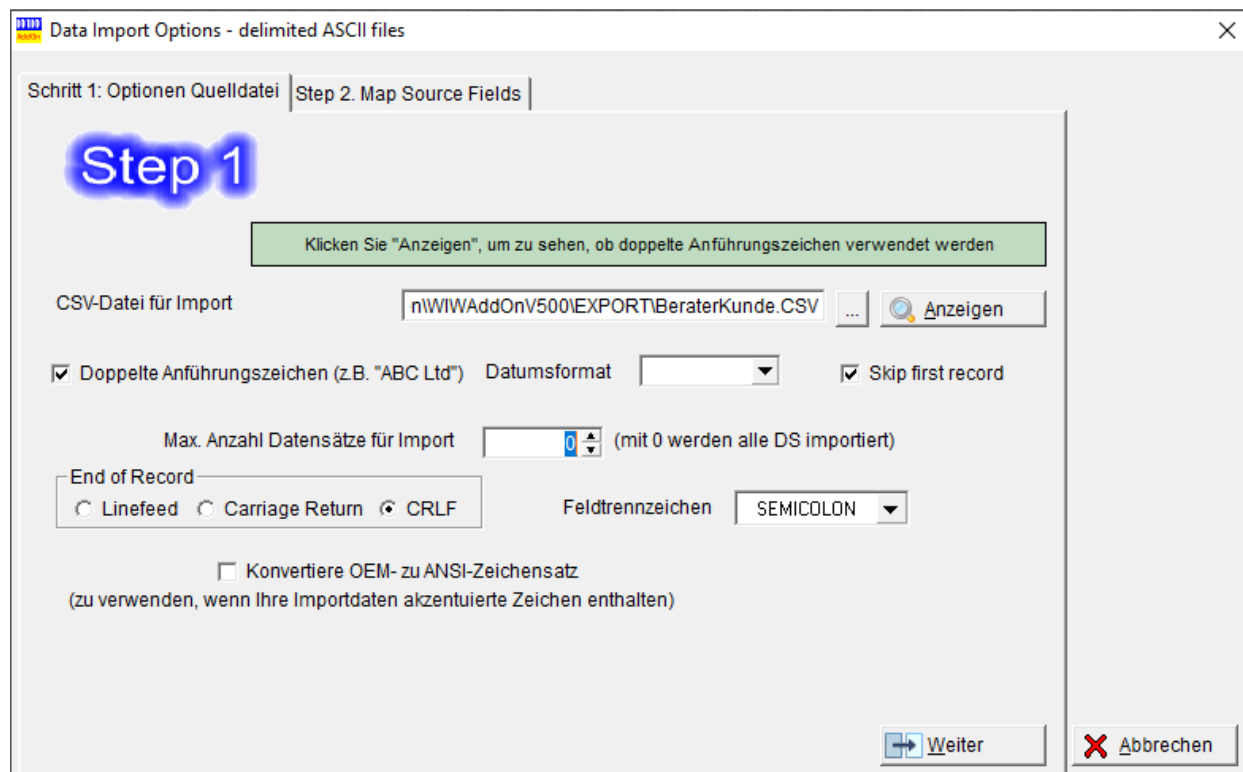 Data Import Options - delimited ASCII files
Schritt 1: Optionen Quelldatei Step 2. Map Source Fields
Step 1
Klicken Sie "Anzeigen", um zu sehen, ob doppelte Anführungszeichen verwendet werden
CSV-Datei für Import n\WIWAddOnV500\EXPORT\BeraterKunde.CSV ... Anzeigen
Doppelte Anführungszeichen (z.B. "ABC Ltd") Datumsformat Skip first record
Max. Anzahl Datensätze für Import 0 (mit 0 werden alle DS importiert)
End of Record
Linefeed Carriage Return CRLF Feldtrennzeichen SEMICOLON
Konvertiere OEM- zu ANSI-Zeichensatz
(zu verwenden, wenn Ihre Importdaten akzentuierte Zeichen enthalten)
Weiter Abbrechen